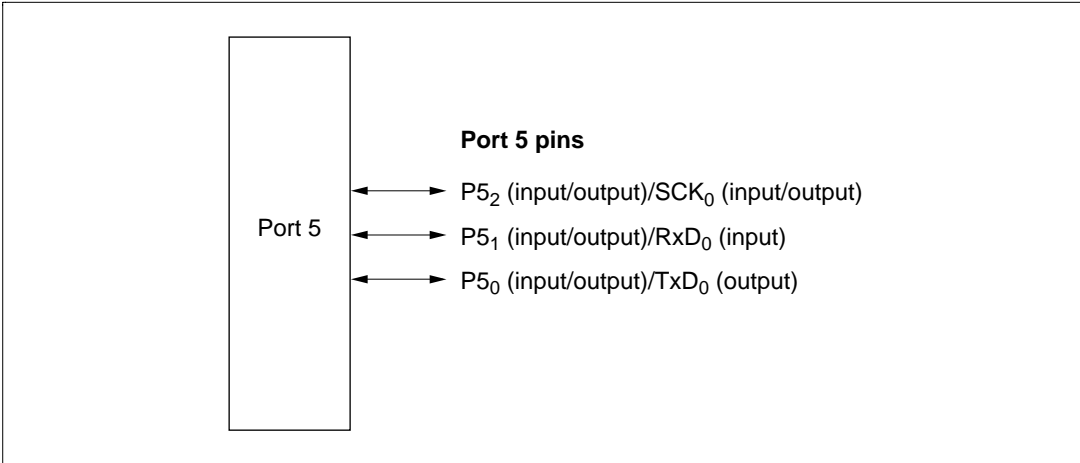 Port 5 pins
P5₂ (input/output)/SCK₀ (input/output)
Port 5
P5₁ (input/output)/RxD₀ (input)
P5₀ (input/output)/TxD₀ (output)